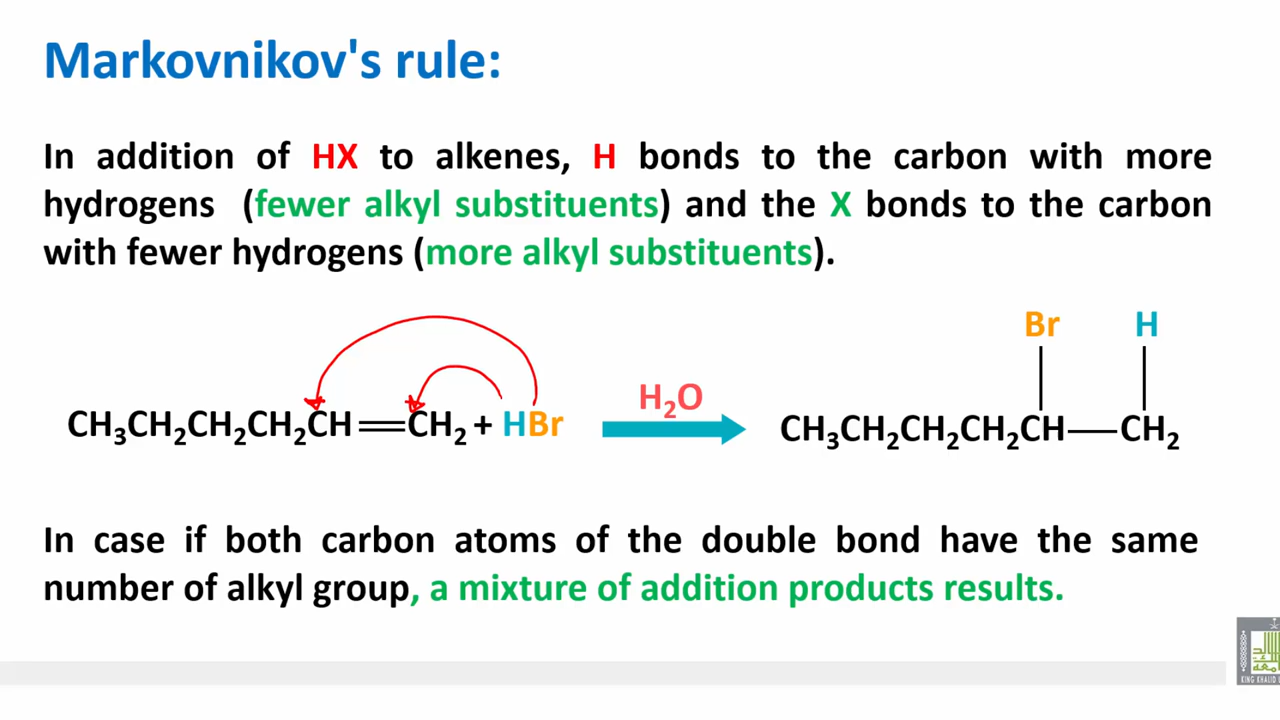 Markovnikov's rule:
In addition of HX to alkenes, H bonds to the carbon with more
hydrogens (fewer alkyl substituents) and the X bonds to the carbon
with fewer hydrogens (more alkyl substituents).
Br H
H₂O
CH₃CH₂CH₂CH₂CH═CH₂ + HBr CH₃CH₂CH₂CH₂CH—CH₂
In case if both carbon atoms of the double bond have the same
number of alkyl group, a mixture of addition products results.
KING KHALID